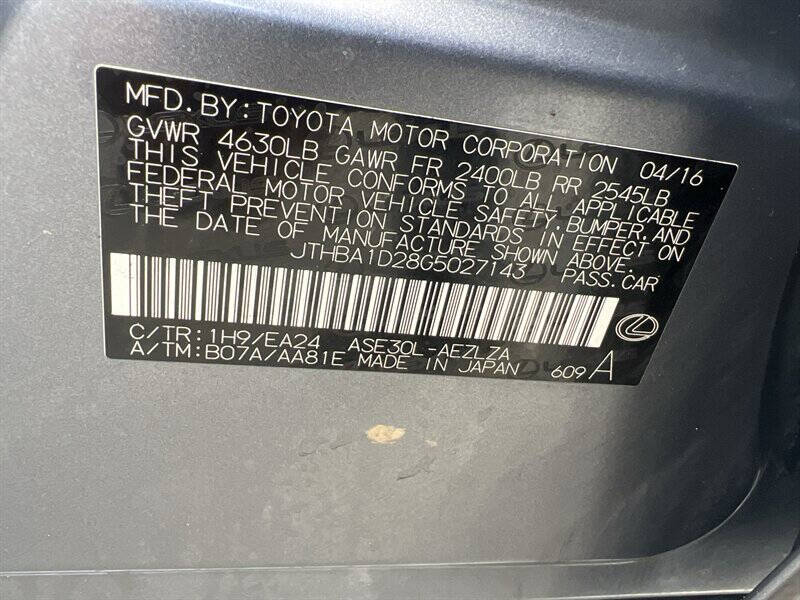 MFD.BY:TOYOTA MOTOR CORPORATION 04/16
GVWR 4630LB GAWR FR 2400LB RR 2545LB
THIS VEHICLE CONFORMS TO ALL APPLICABLE
FEDERAL MOTOR VEHICLE SAFETY,BUMPER,AND
THEFT PREVENTION STANDARDS IN EFFECT ON
THE DATE OF MANUFACTURE SHOWN ABOVE.
JTHBA1D28G5027143 PASS.CAR
C/TR:1H9/EA24 ASE30L-AEZLZA
A/TM:B07A/AA81E MADE IN JAPAN 609 A